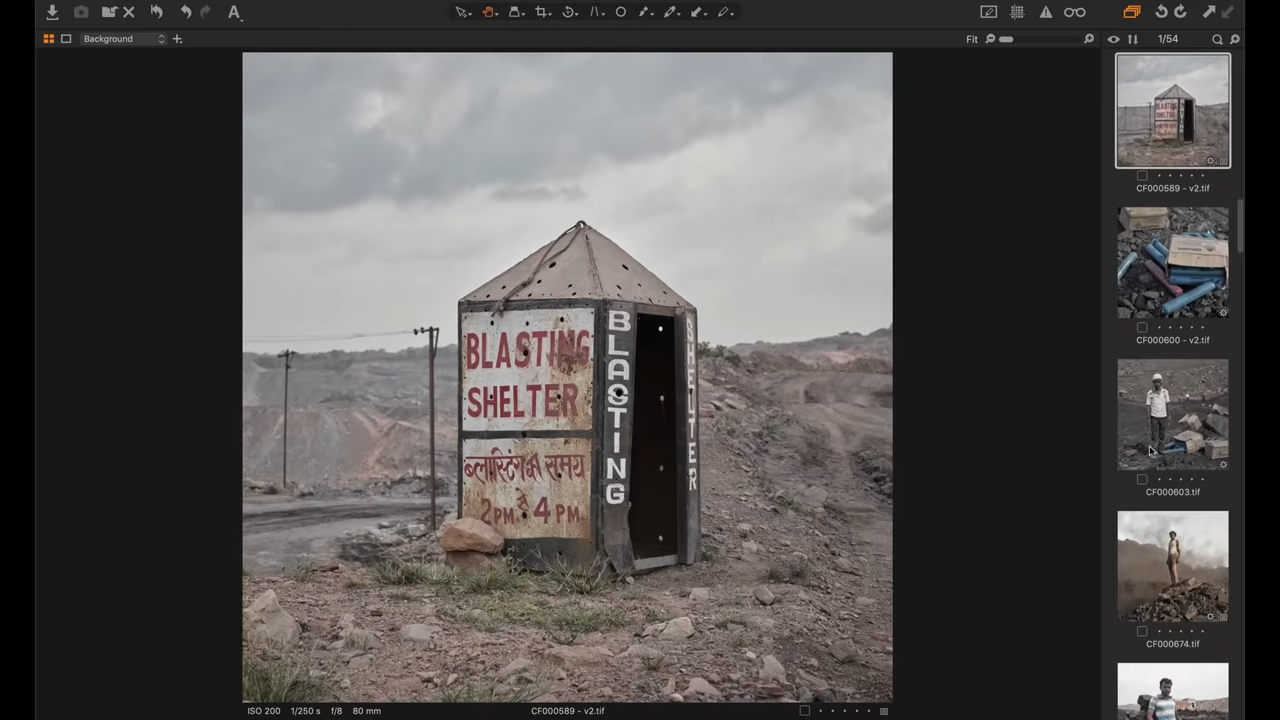 A
Background
Fit
1/54
BLASTING
SHELTER
ब्लास्टिंग का समय
2PM. से 4 PM.
BLASTING
SHELTER
ISO 200 1/250 s f/8 80 mm
CF000589 - v2.tif
CF000589 - v2.tif
CF000600 - v2.tif
CF000603.tif
CF000674.tif